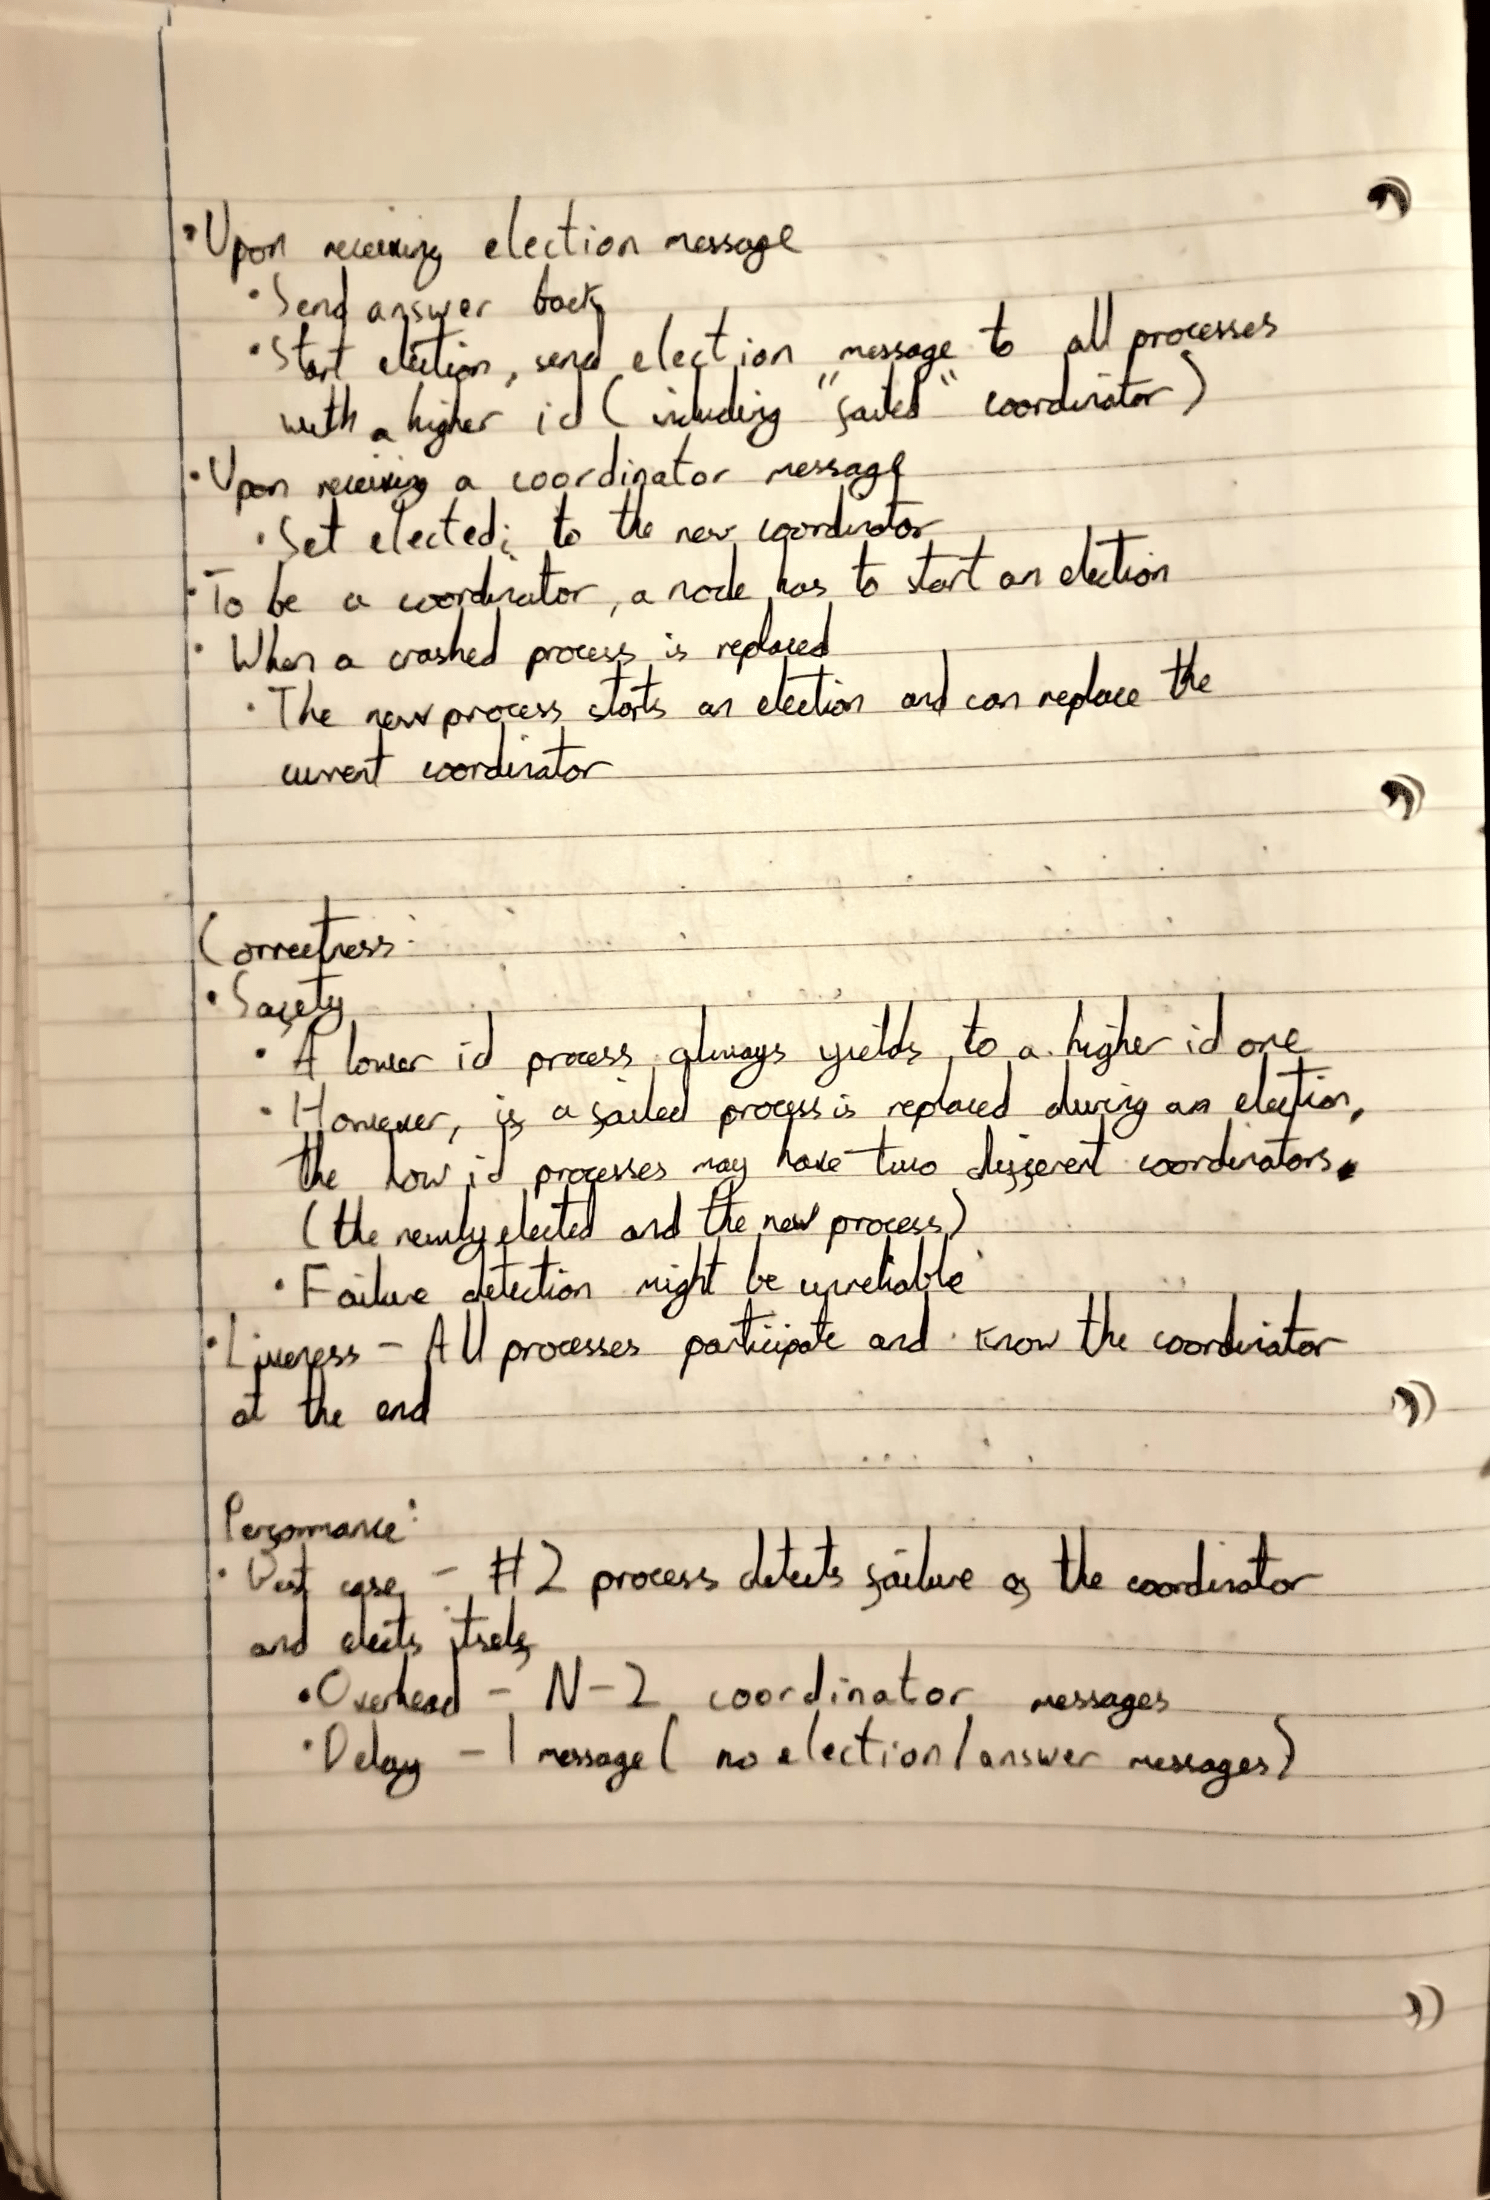 • Upon receiving election message
• Send answer back
• Start election, send election message to all processes
with a higher id (including "failed" coordinator)
• Upon receiving a coordinator message
• Set electedᵢ to the new coordinator
• To be a coordinator, a node has to start an election
• When a crashed process is replaced
• The new process starts an election and can replace the
current coordinator
Correctness:
• Safety
• A lower id process always yields to a higher id one
• However, if a failed process is replaced during an election,
the low id processes may have two different coordinators.
(the newly elected and the new process)
• Failure detection might be unreliable
• Liveness - All processes participate and know the coordinator
at the end
Performance:
• Best case - #2 process detects failure of the coordinator
and elects itself
• Overhead - N-2 coordinator messages
• Delay - 1 message (no election/answer messages)